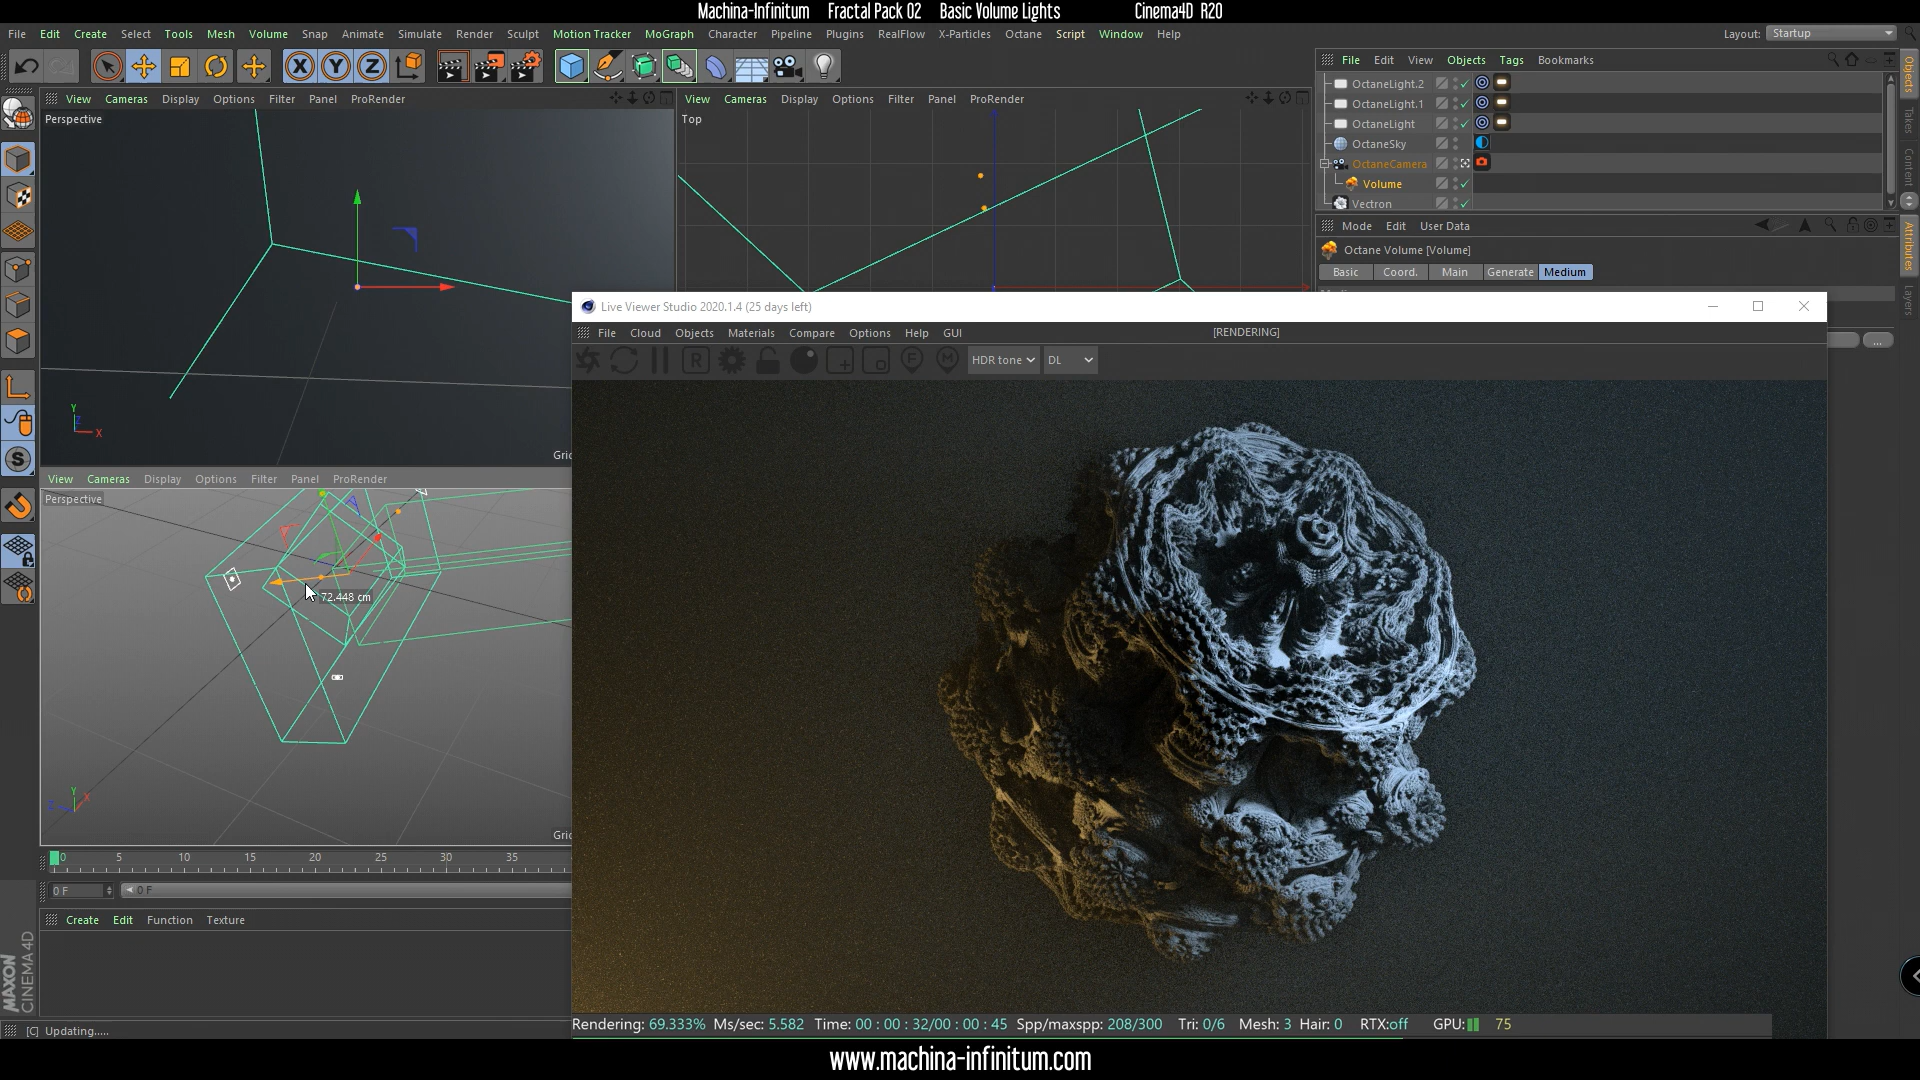 Machina-Infinitum Fractal Pack 02 Basic Volume Lights Cinema4D R20
File Edit Create Select Tools Mesh Volume Snap Animate Simulate Render Sculpt Motion Tracker MoGraph Character Pipeline Plugins RealFlow X-Particles Octane Script Window Help Layout: Startup
X Y Z
File Edit View Objects Tags Bookmarks
OctaneLight.2
OctaneLight.1
OctaneLight
OctaneSky
OctaneCamera
Volume
Vectron
Objects
Takes
Content
Attributes
Layers
View Cameras Display Options Filter Panel ProRender
Perspective
Y
Z
X
Gric
View Cameras Display Options Filter Panel ProRender
Top
Mode Edit User Data
Octane Volume [Volume]
Basic Coord. Main Generate Medium
...
Live Viewer Studio 2020.1.4 (25 days left)
File Cloud Objects Materials Compare Options Help GUI [RENDERING]
R F M HDR tone DL
View Cameras Display Options Filter Panel ProRender
Perspective
72.448 cm
Y
Z X
Gric
0 5 10 15 20 25 30 35
0 F 0 F
Create Edit Function Texture
MAXON
CINEMA 4D
[C] Updating.....
Rendering: 69.333% Ms/sec: 5.582 Time: 00 : 00 : 32/00 : 00 : 45 Spp/maxspp: 208/300 Tri: 0/6 Mesh: 3 Hair: 0 RTX:off GPU: 75
www.machina-infinitum.com